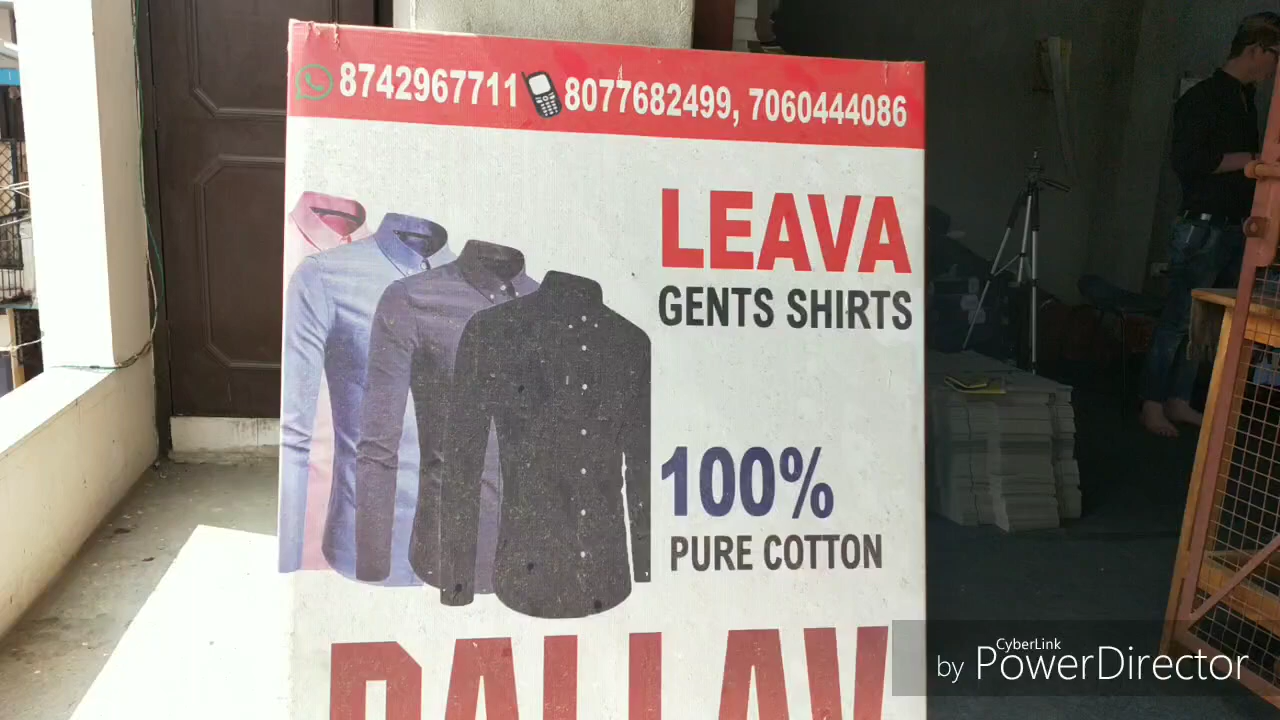 8742967711 8077682499, 7060444086
LEAVA
GENTS SHIRTS
100%
PURE COTTON
CyberLink
by PowerDirector